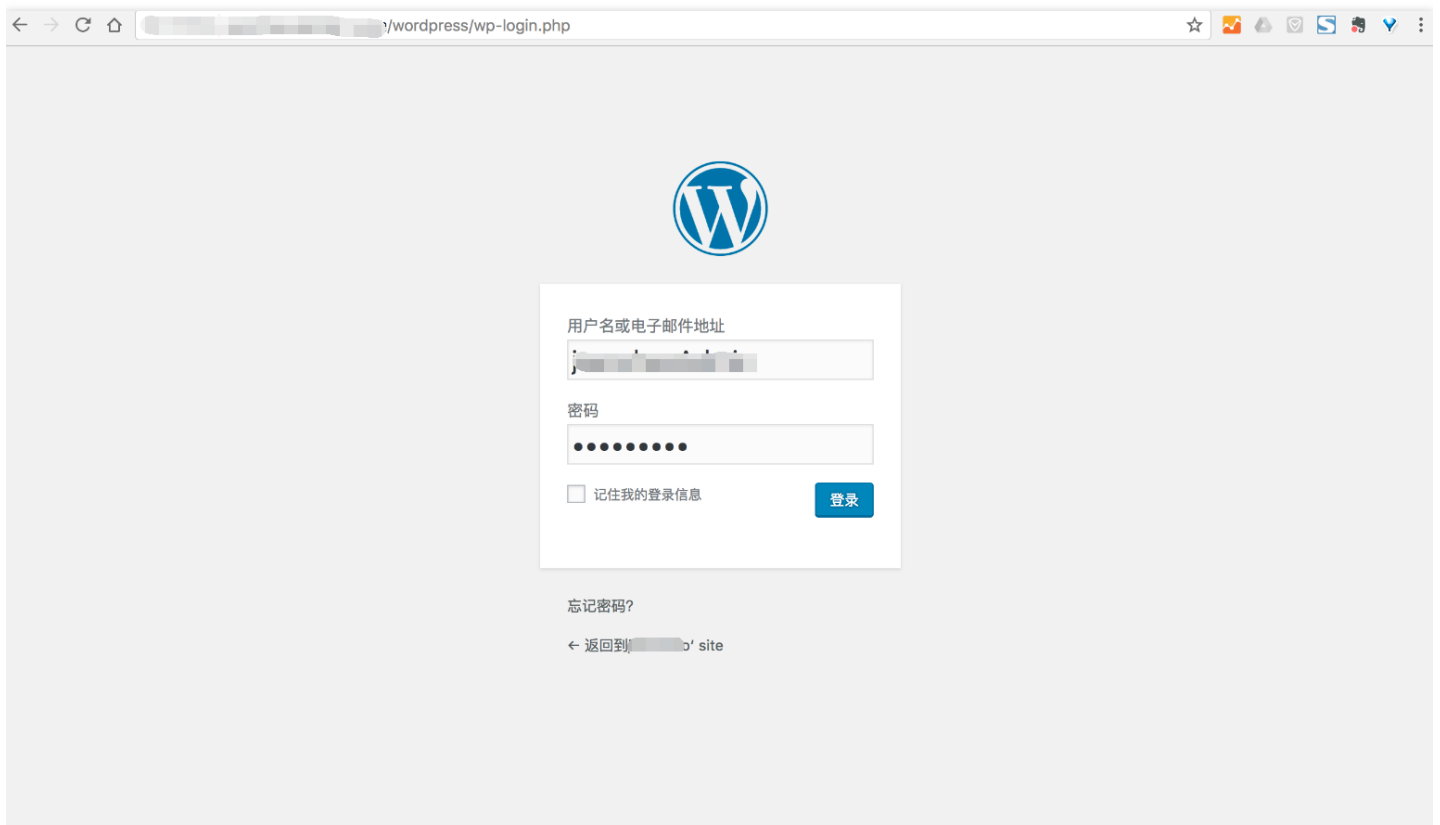 /wordpress/wp-login.php
用户名或电子邮件地址
密码
记住我的登录信息
登录
忘记密码?
← 返回到 site